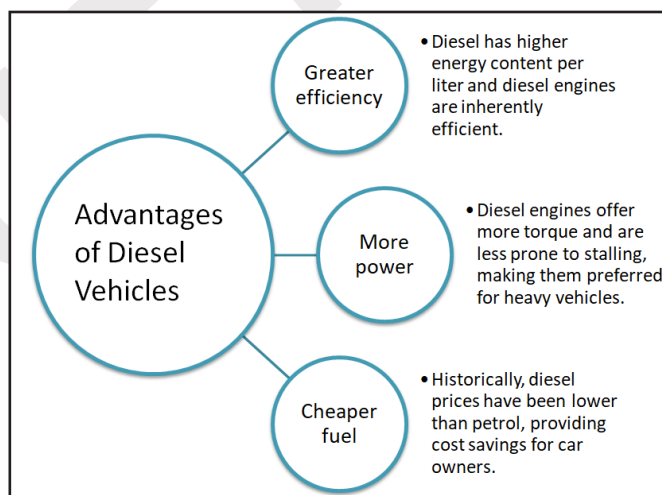 Advantages
of Diesel
Vehicles
Greater
efficiency
• Diesel has higher
energy content per
liter and diesel engines
are inherently
efficient.
More
power
• Diesel engines offer
more torque and are
less prone to stalling,
making them preferred
for heavy vehicles.
Cheaper
fuel
• Historically, diesel
prices have been lower
than petrol, providing
cost savings for car
owners.